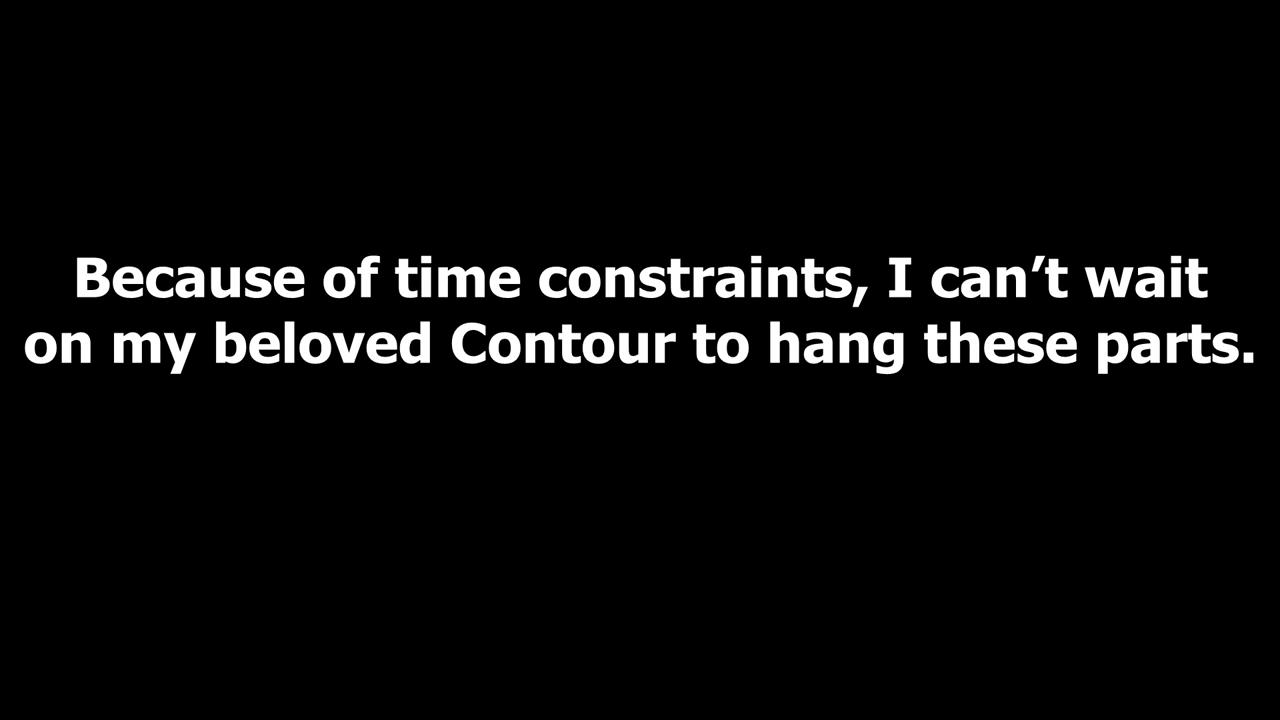 Because of time constraints, I can’t wait
on my beloved Contour to hang these parts.